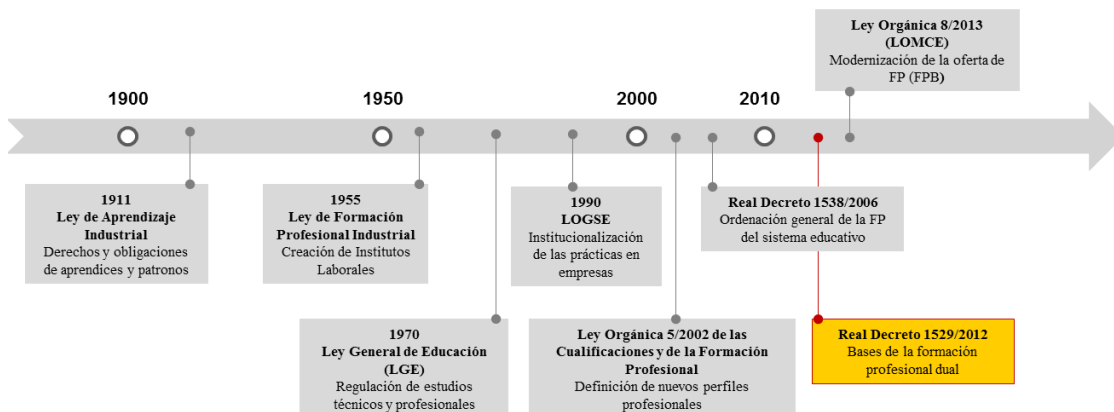 Ley Orgánica 8/2013
(LOMCE)
Modernización de la oferta de
FP (FPB)
1900
1950
2000
2010
1911
Ley de Aprendizaje
Industrial
Derechos y obligaciones
de aprendices y patronos
1955
Ley de Formación
Profesional Industrial
Creación de Institutos
Laborales
1990
LOGSE
Institucionalización
de las prácticas en
empresas
Real Decreto 1538/2006
Ordenación general de la FP
del sistema educativo
1970
Ley General de Educación
(LGE)
Regulación de estudios
técnicos y profesionales
Ley Orgánica 5/2002 de las
Cualificaciones y de la Formación
Profesional
Definición de nuevos perfiles
profesionales
Real Decreto 1529/2012
Bases de la formación
profesional dual